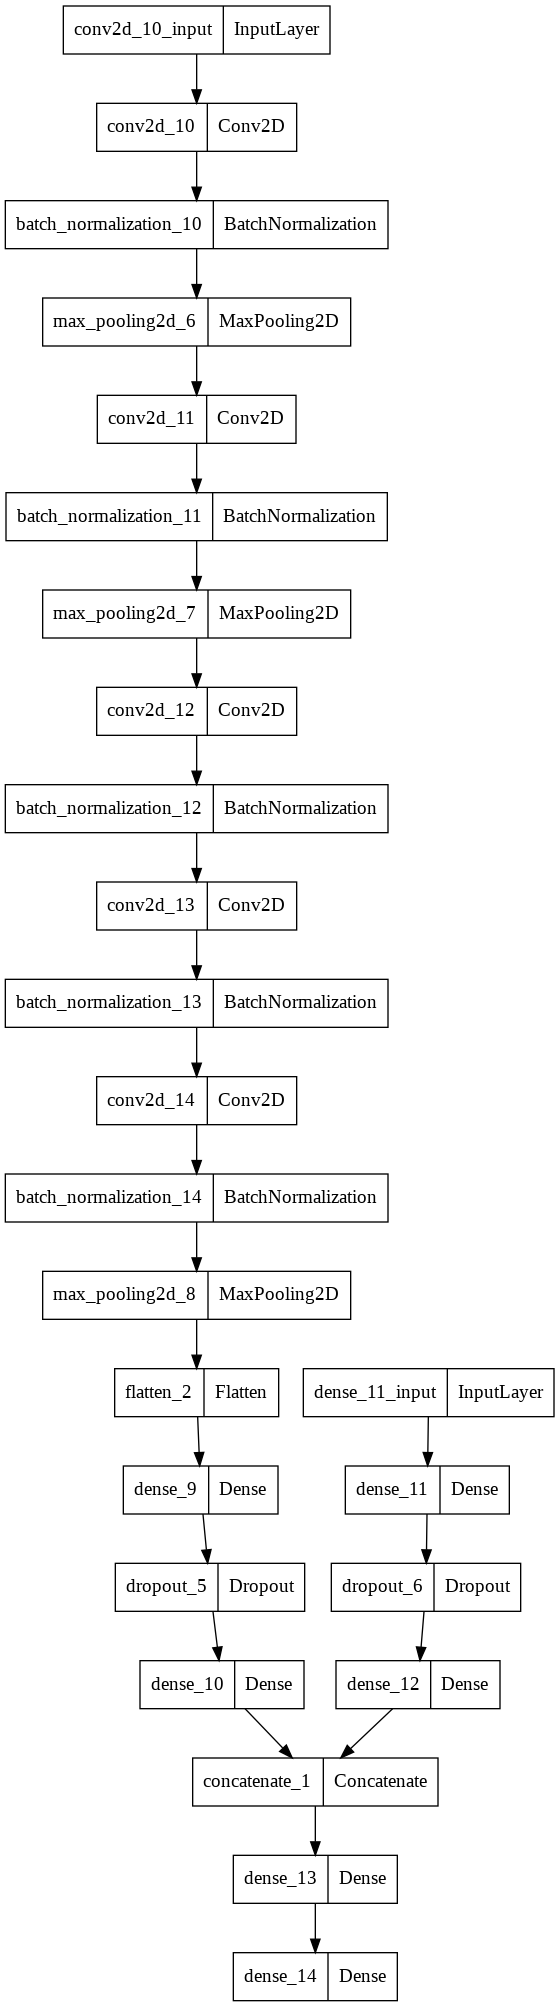 conv2d_10_input InputLayer
conv2d_10 Conv2D
batch_normalization_10 BatchNormalization
max_pooling2d_6 MaxPooling2D
conv2d_11 Conv2D
batch_normalization_11 BatchNormalization
max_pooling2d_7 MaxPooling2D
conv2d_12 Conv2D
batch_normalization_12 BatchNormalization
conv2d_13 Conv2D
batch_normalization_13 BatchNormalization
conv2d_14 Conv2D
batch_normalization_14 BatchNormalization
max_pooling2d_8 MaxPooling2D
flatten_2 Flatten dense_11_input InputLayer
dense_9 Dense dense_11 Dense
dropout_5 Dropout dropout_6 Dropout
dense_10 Dense dense_12 Dense
concatenate_1 Concatenate
dense_13 Dense
dense_14 Dense